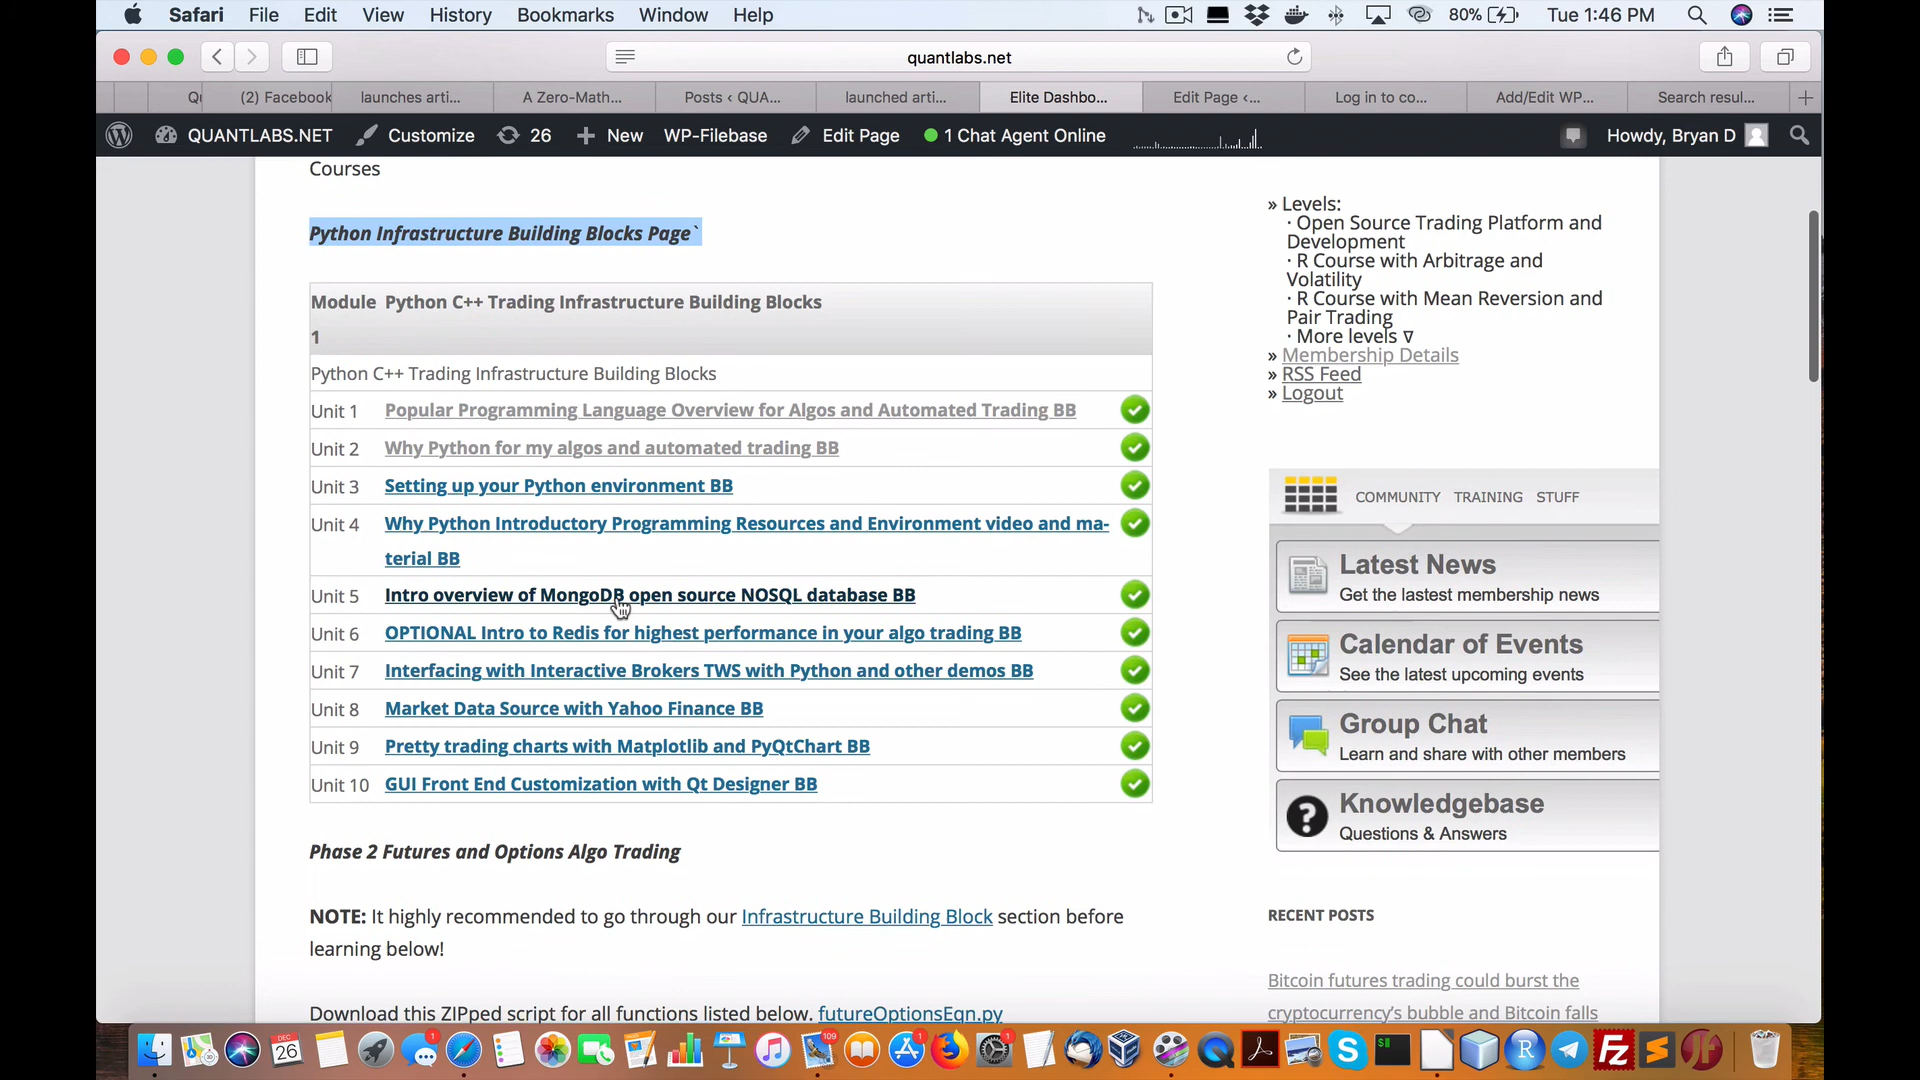 Safari File Edit View History Bookmarks Window Help 80% Tue 1:46 PM
quantlabs.net
(2) Facebook launches arti... A Zero-Math... Posts ‹ QUA... launched arti... Elite Dashbo... Edit Page ‹... Log in to co... Add/Edit WP... Search resul...
QUANTLABS.NET Customize 26 New WP-Filebase Edit Page 1 Chat Agent Online Howdy, Bryan D
Courses
Python Infrastructure Building Blocks Page`
Module Python C++ Trading Infrastructure Building Blocks
1
Python C++ Trading Infrastructure Building Blocks
Unit 1 Popular Programming Language Overview for Algos and Automated Trading BB
Unit 2 Why Python for my algos and automated trading BB
Unit 3 Setting up your Python environment BB
Unit 4 Why Python Introductory Programming Resources and Environment video and ma-
terial BB
Unit 5 Intro overview of MongoDB open source NOSQL database BB
Unit 6 OPTIONAL Intro to Redis for highest performance in your algo trading BB
Unit 7 Interfacing with Interactive Brokers TWS with Python and other demos BB
Unit 8 Market Data Source with Yahoo Finance BB
Unit 9 Pretty trading charts with Matplotlib and PyQtChart BB
Unit 10 GUI Front End Customization with Qt Designer BB
Phase 2 Futures and Options Algo Trading
NOTE: It highly recommended to go through our Infrastructure Building Block section before
learning below!
Download this ZIPped script for all functions listed below. futureOptionsEqn.py
» Levels:
· Open Source Trading Platform and
Development
· R Course with Arbitrage and
Volatility
· R Course with Mean Reversion and
Pair Trading
· More levels ∇
» Membership Details
» RSS Feed
» Logout
COMMUNITY TRAINING STUFF
Latest News
Get the lastest membership news
Calendar of Events
See the latest upcoming events
Group Chat
Learn and share with other members
Knowledgebase
Questions & Answers
RECENT POSTS
Bitcoin futures trading could burst the
cryptocurrency's bubble and Bitcoin falls
DEC
26
1
109
1